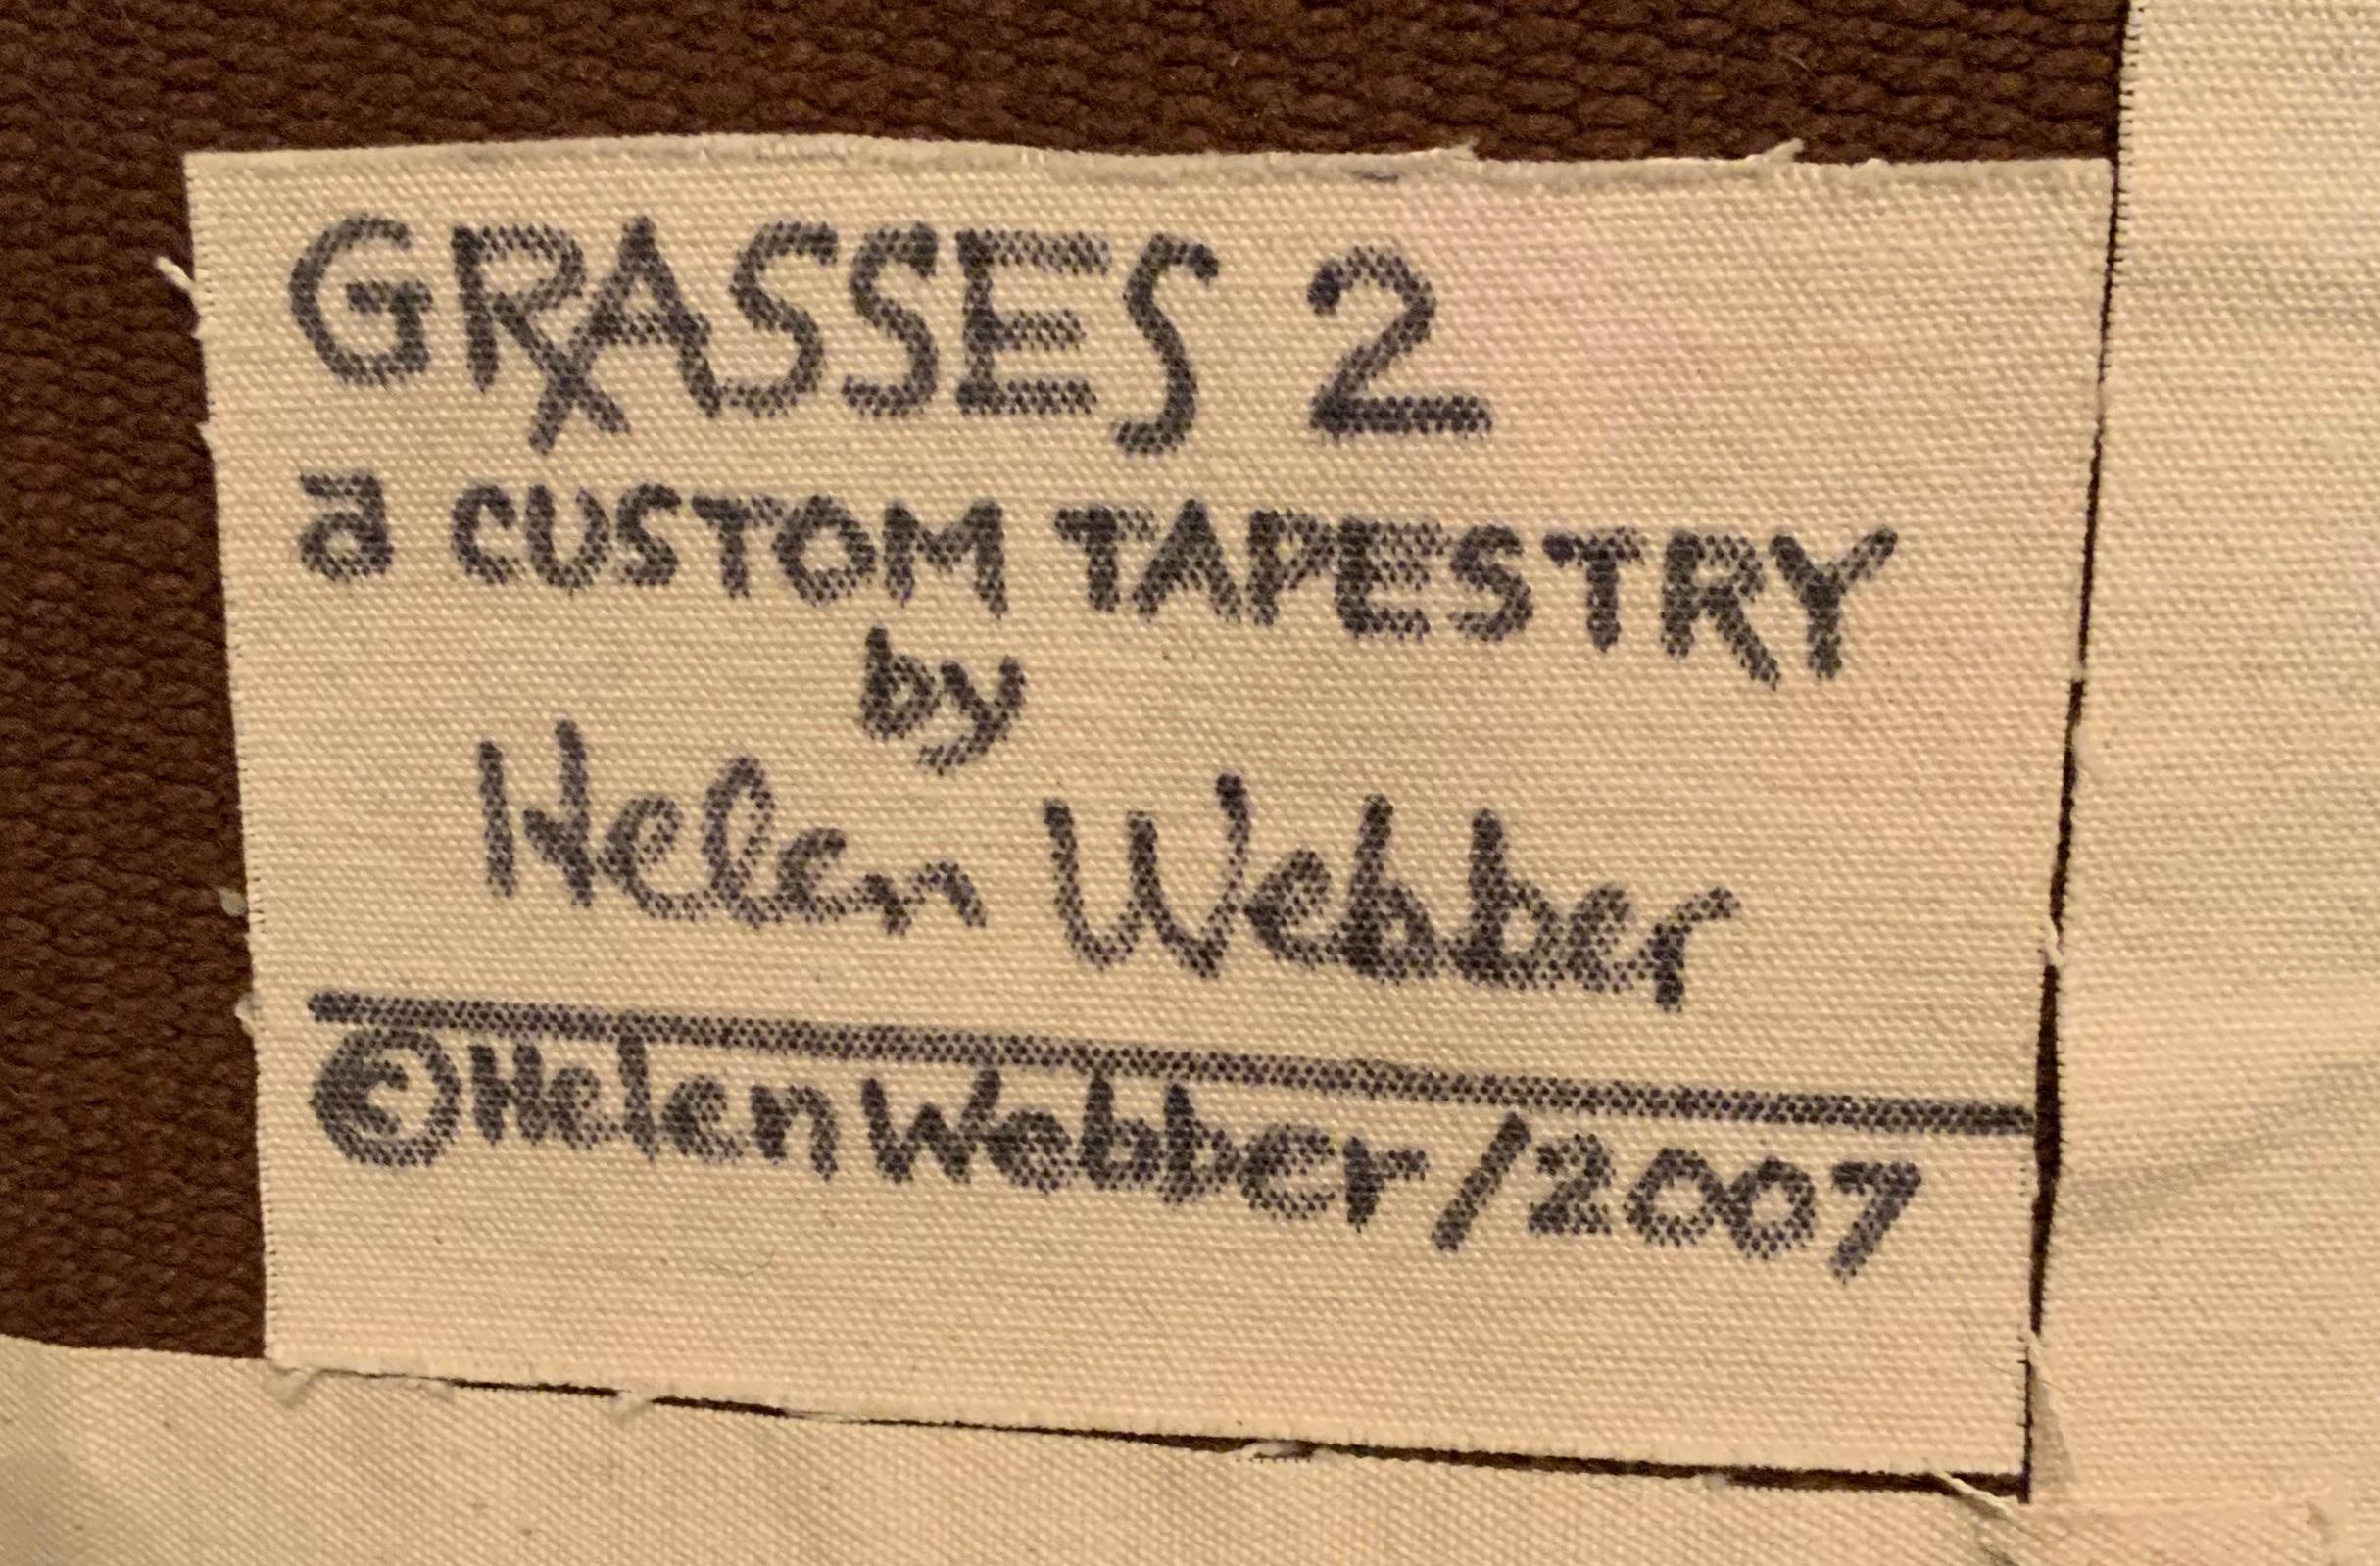 GRASSES 2
a CUSTOM TAPESTRY
by
Helen Webber
© Helen Webber/2007